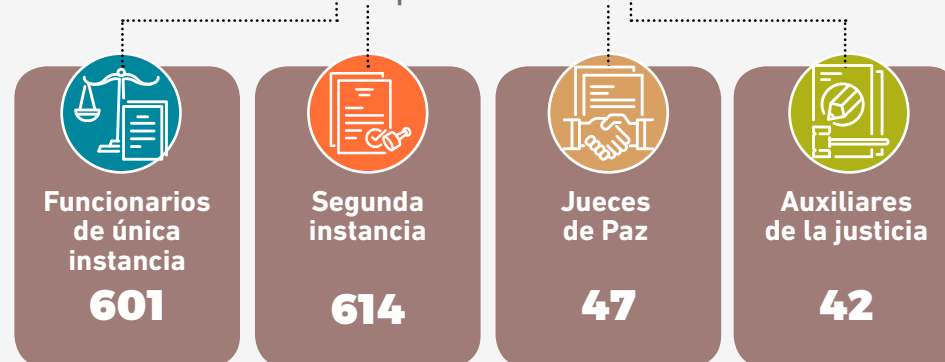 Funcionarios
de única
instancia
601
Segunda
instancia
614
Jueces
de Paz
47
Auxiliares
de la justicia
42